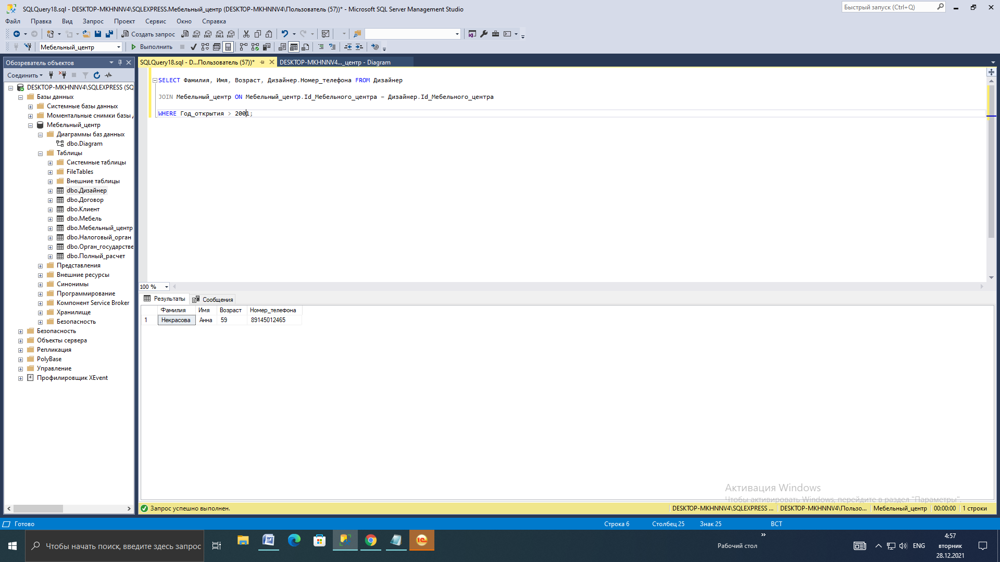 SQLQuery18.sql - DESKTOP-MKHNNV4\SQLEXPRESS.Мебельный_центр (DESKTOP-MKHNNV4\Пользователь (57))* - Microsoft SQL Server Management Studio
Быстрый запуск (Ctrl+Q)
Файл Правка Вид Запрос Проект Сервис Окно Справка
Создать запрос MDX DMX XMLA DAX
Мебельный_центр Выполнить
Обозреватель объектов
SQLQuery18.sql - D...Пользователь (57))* DESKTOP-MKHNNV4..._центр - Diagram
Соединить
DESKTOP-MKHNNV4\SQLEXPRESS (SQ
Базы данных
Системные базы данных
Моментальные снимки базы
Мебельный_центр
Диаграммы баз данных
dbo.Diagram
Таблицы
Системные таблицы
FileTables
Внешние таблицы
dbo.Дизайнер
dbo.Договор
dbo.Клиент
dbo.Мебель
dbo.Мебельный_центр
dbo.Налоговый_орган
dbo.Орган_государстве
dbo.Полный_расчет
Представления
Внешние ресурсы
Синонимы
Программирование
Компонент Service Broker
Хранилище
Безопасность
Безопасность
Объекты сервера
Репликация
PolyBase
Управление
Профилировщик XEvent
SELECT Фамилия, Имя, Возраст, Дизайнер.Номер_телефона FROM Дизайнер
JOIN Мебельный_центр ON Мебельный_центр.Id_Мебельного_центра = Дизайнер.Id_Мебельного_центра
WHERE Год_открытия > 2001;
100 %
Результаты Сообщения
Фамилия Имя Возраст Номер_телефона
1 Некрасова Анна 59 89145012465
Активация Windows
Чтобы активировать Windows, перейдите в раздел "Параметры".
Запрос успешно выполнен. DESKTOP-MKHNNV4\SQLEXPRESS ... DESKTOP-MKHNNV4\Пользо... Мебельный_центр 00:00:00 1 строки
Готово Строка 6 Столбец 25 Знак 25 ВСТ
Чтобы начать поиск, введите здесь запрос
Рабочий стол
ENG
4:57
вторник
28.12.2021